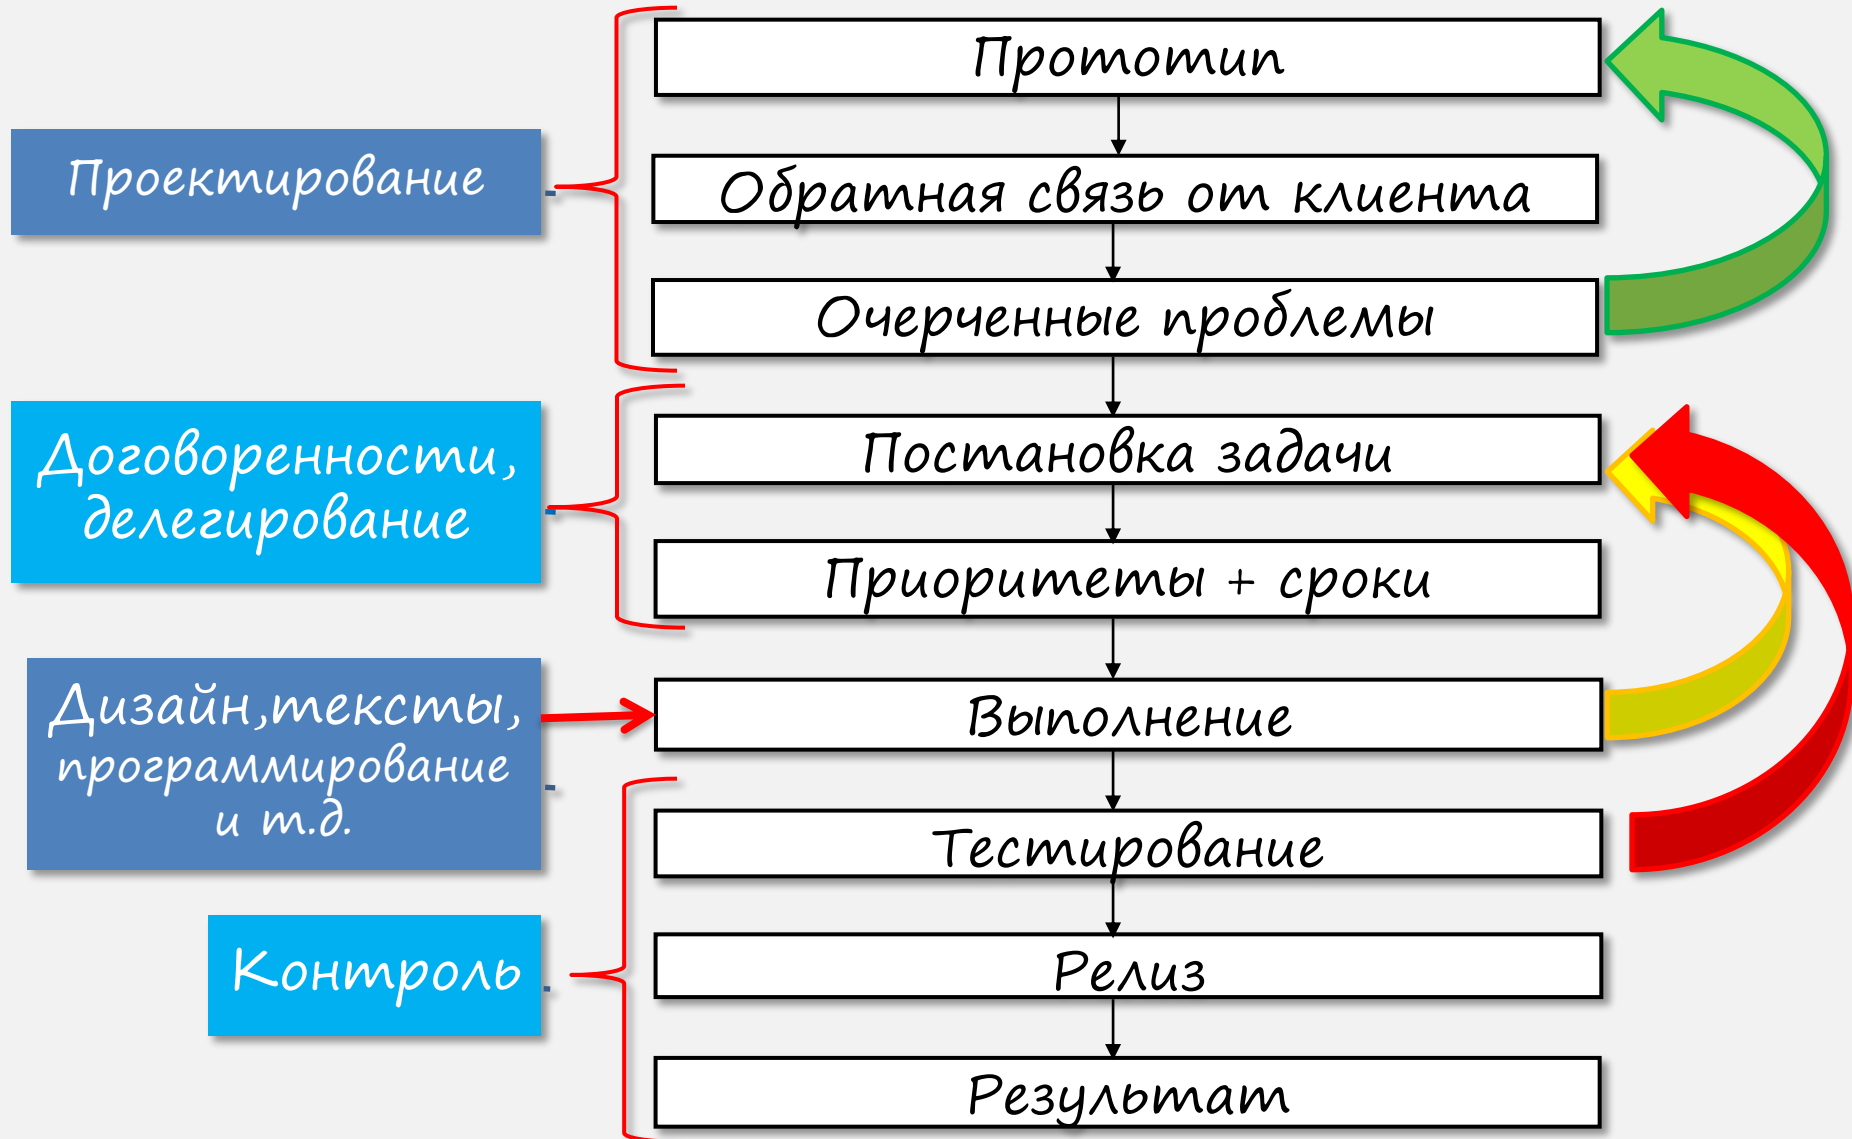 Прототип
Проектирование
Обратная связь от клиента
Очерченные проблемы
Договоренности,
делегирование
Постановка задачи
Приоритеты + сроки
Дизайн,тексты,
программирование
и т.д.
Выполнение
Тестирование
Контроль
Релиз
Результат